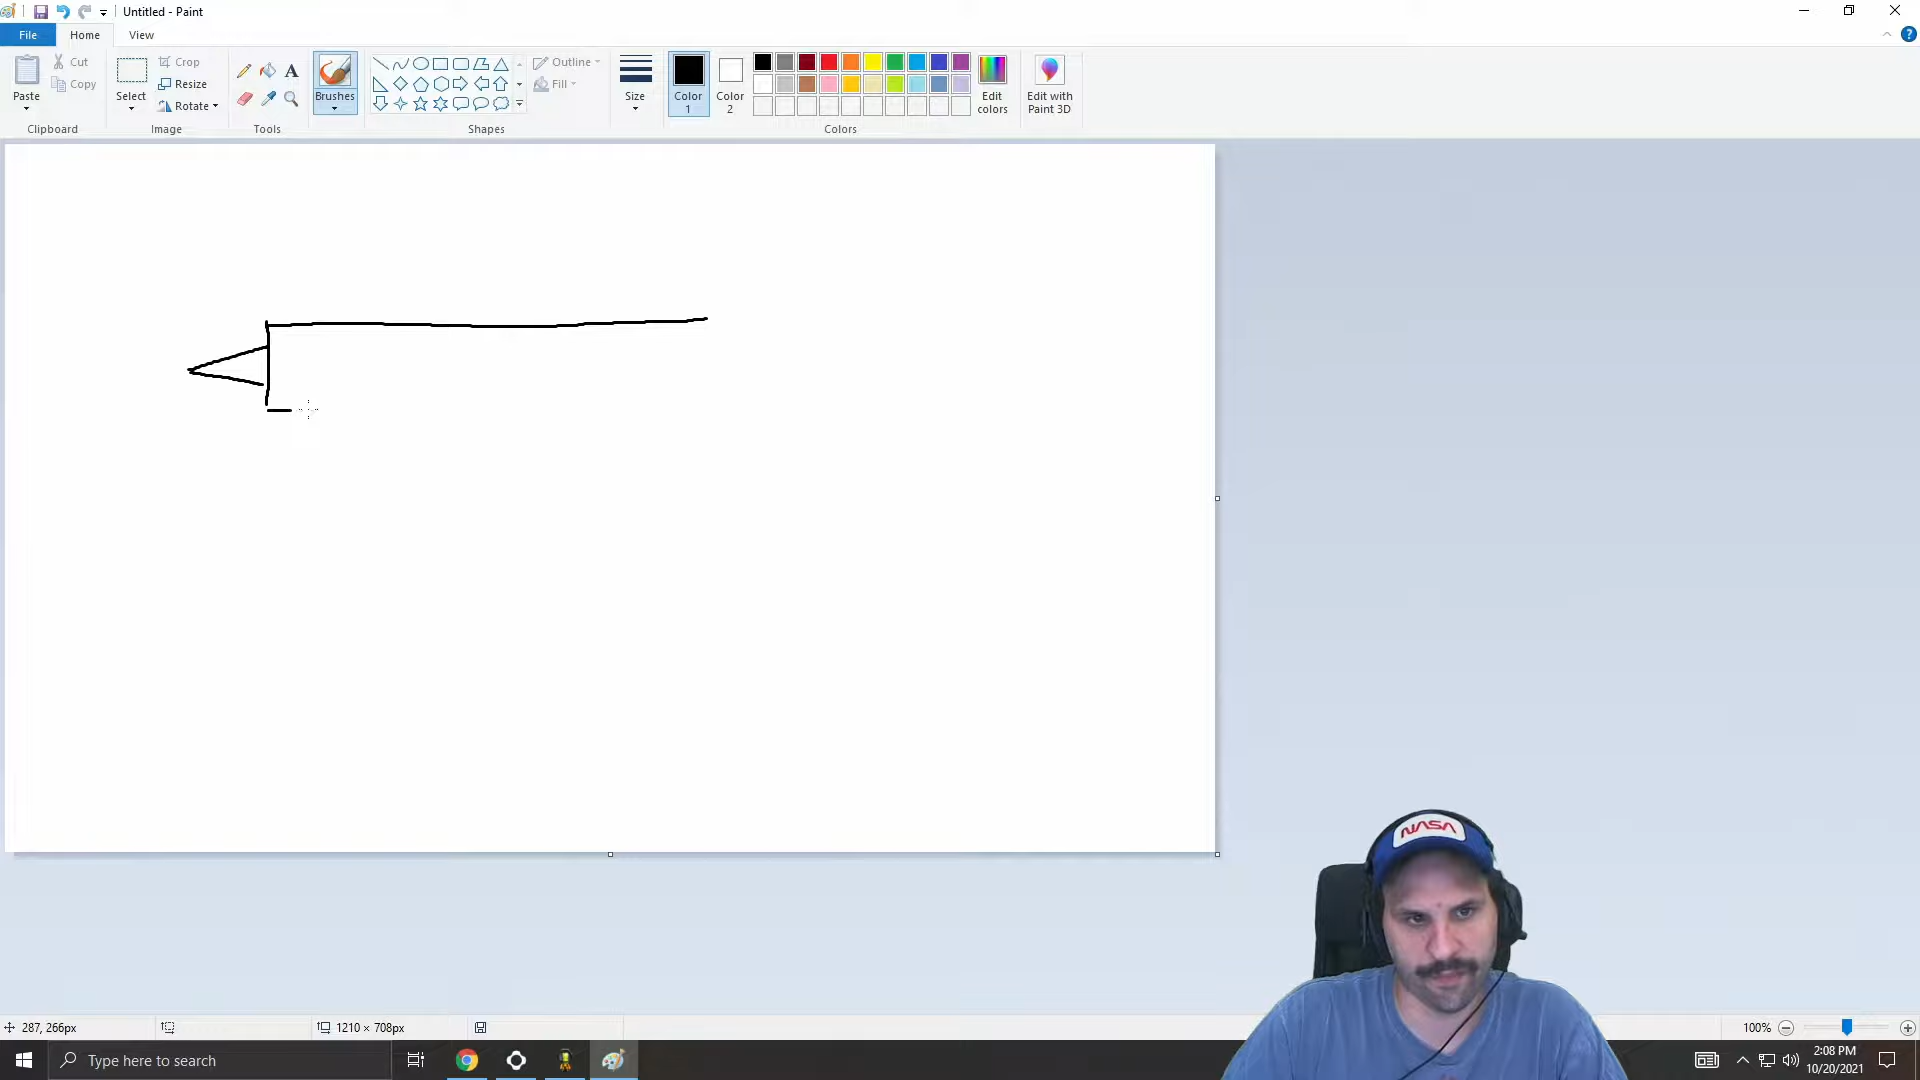 Untitled - Paint
File Home View
Paste
Cut
Copy
Clipboard
Select
Crop
Resize
Rotate
Image
A
Tools
Brushes
Outline
Fill
Shapes
Size
Color 1
Color 2
Edit colors
Edit with Paint 3D
Colors
NASA
287, 266px
1210 × 708px
100%
Type here to search
2:08 PM
10/20/2021